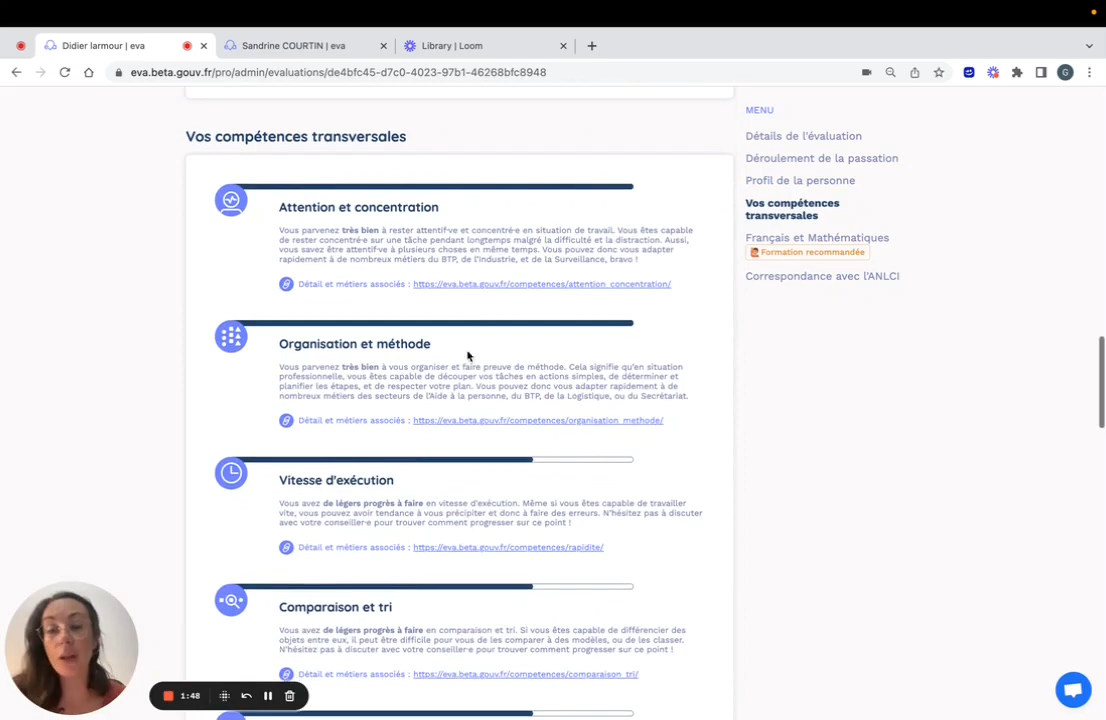 Didier larmour | eva
Sandrine COURTIN | eva
Library | Loom
eva.beta.gouv.fr/pro/admin/evaluations/de4bfc45-d7c0-4023-97b1-46268bfc8948
G
Vos compétences transversales
Attention et concentration
Vous parvenez très bien à rester attentif·ve et concentré·e en situation de travail. Vous êtes capable
de rester concentré·e sur une tâche pendant longtemps malgré la difficulté et la distraction. Aussi,
vous savez être attentif·ve à plusieurs choses en même temps. Vous pouvez donc vous adapter
rapidement à de nombreux métiers du BTP, de l'industrie, et de la Surveillance, bravo !
Détail et métiers associés : https://eva.beta.gouv.fr/competences/attention_concentration/
Organisation et méthode
Vous parvenez très bien à vous organiser et faire preuve de méthode. Cela signifie qu'en situation
professionnelle, vous êtes capable de découper vos tâches en actions simples, de déterminer et
planifier les étapes, et de respecter votre plan. Vous pouvez donc vous adapter rapidement à de
nombreux métiers des secteurs de l'Aide à la personne, du BTP, de la Logistique, ou du Secrétariat.
Détail et métiers associés : https://eva.beta.gouv.fr/competences/organisation_methode/
Vitesse d'exécution
Vous avez de légers progrès à faire en vitesse d'exécution. Même si vous êtes capable de travailler
vite, vous pouvez avoir tendance à vous précipiter et donc à faire des erreurs. N'hésitez pas à discuter
avec votre conseiller·e pour trouver comment progresser sur ce point !
Détail et métiers associés : https://eva.beta.gouv.fr/competences/rapidite/
Comparaison et tri
Vous avez de légers progrès à faire en comparaison et tri. Si vous êtes capable de différencier des
objets entre eux, il peut être difficile pour vous de les comparer à des modèles, ou de les classer.
N'hésitez pas à discuter avec votre conseiller·e pour trouver comment progresser sur ce point !
Détail et métiers associés : https://eva.beta.gouv.fr/competences/comparaison_tri/
MENU
Détails de l'évaluation
Déroulement de la passation
Profil de la personne
Vos compétences
transversales
Français et Mathématiques
Formation recommandée
Correspondance avec l'ANLCI
1:48